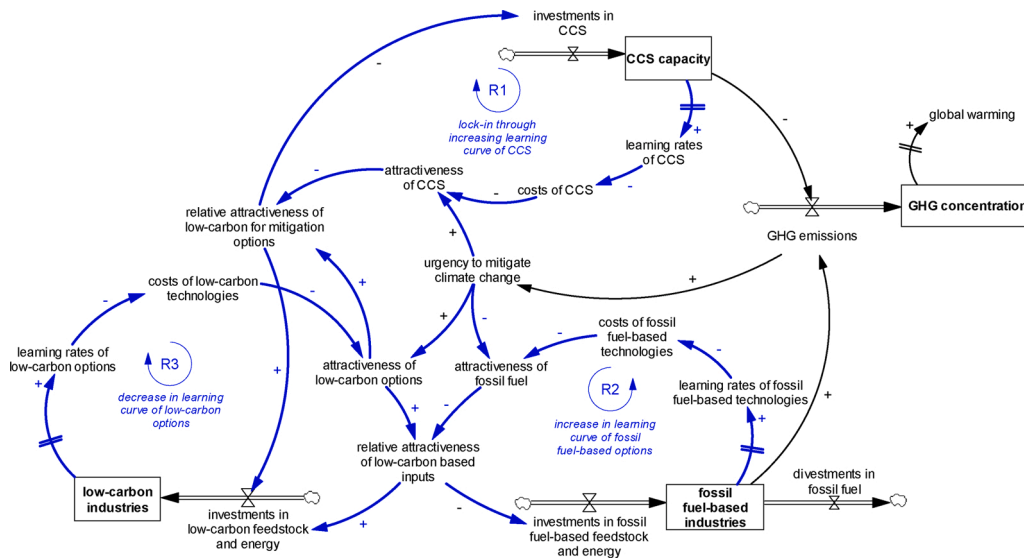 investments in
CCS
CCS capacity
-
R1
lock-in through
increasing learning
curve of CCS
+
learning rates
of CCS
-
global warming
+
attractiveness
of CCS
-
costs of CCS
-
-
relative attractiveness of
low-carbon for mitigation
options
GHG concentration
GHG emissions
+
urgency to mitigate
climate change
+
costs of low-carbon
technologies
-
-
+
+
-
costs of fossil
fuel-based technologies
-
-
learning rates of
low-carbon options
+
R3
decrease in learning
curve of low-carbon
options
+
attractiveness of
low-carbon options
attractiveness of
fossil fuel
R2
learning rates of fossil
fuel-based technologies
+
+
-
increase in learning
curve of fossil
fuel-based options
+
relative attractiveness
of low-carbon based
inputs
low-carbon
industries
investments in
low-carbon feedstock
and energy
+
-
investments in fossil
fuel-based feedstock
and energy
fossil
fuel-based
industries
divestments in
fossil fuel